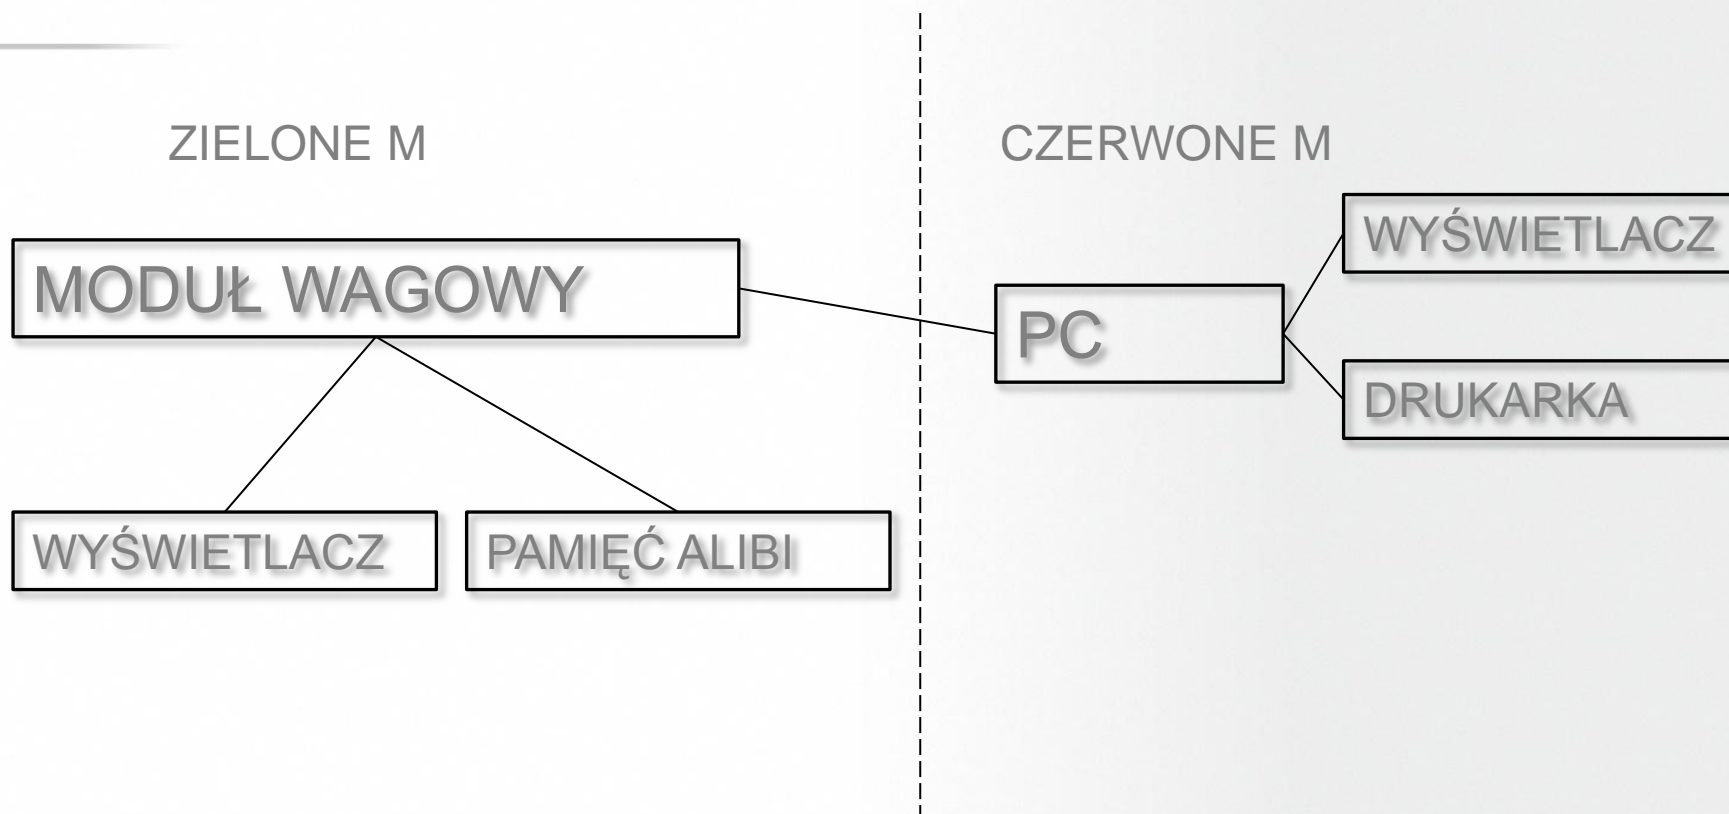 ZIELONE M
CZERWONE M
MODUŁ WAGOWY
PC
WYŚWIETLACZ
DRUKARKA
WYŚWIETLACZ
PAMIĘĆ ALIBI